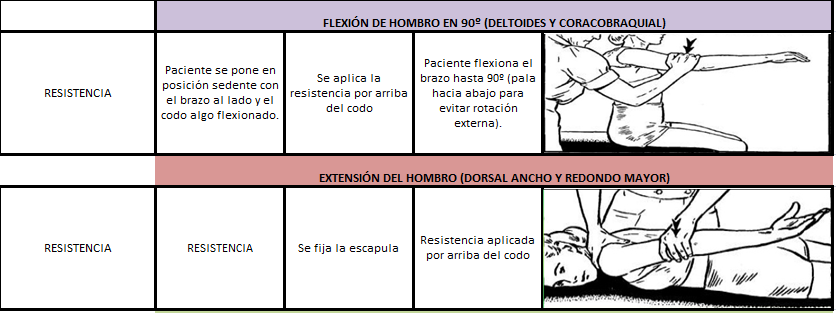 FLEXIÓN DE HOMBRO EN 90º (DELTOIDES Y CORACOBRAQUIAL)
RESISTENCIA
Paciente se pone en
posición sedente con
el brazo al lado y el
codo algo flexionado.
Se aplica la
resistencia por arriba
del codo
Paciente flexiona el
brazo hasta 90º (pala
hacia abajo para
evitar rotación
externa).
EXTENSIÓN DEL HOMBRO (DORSAL ANCHO Y REDONDO MAYOR)
RESISTENCIA
RESISTENCIA
Se fija la escapula
Resistencia aplicada
por arriba del codo